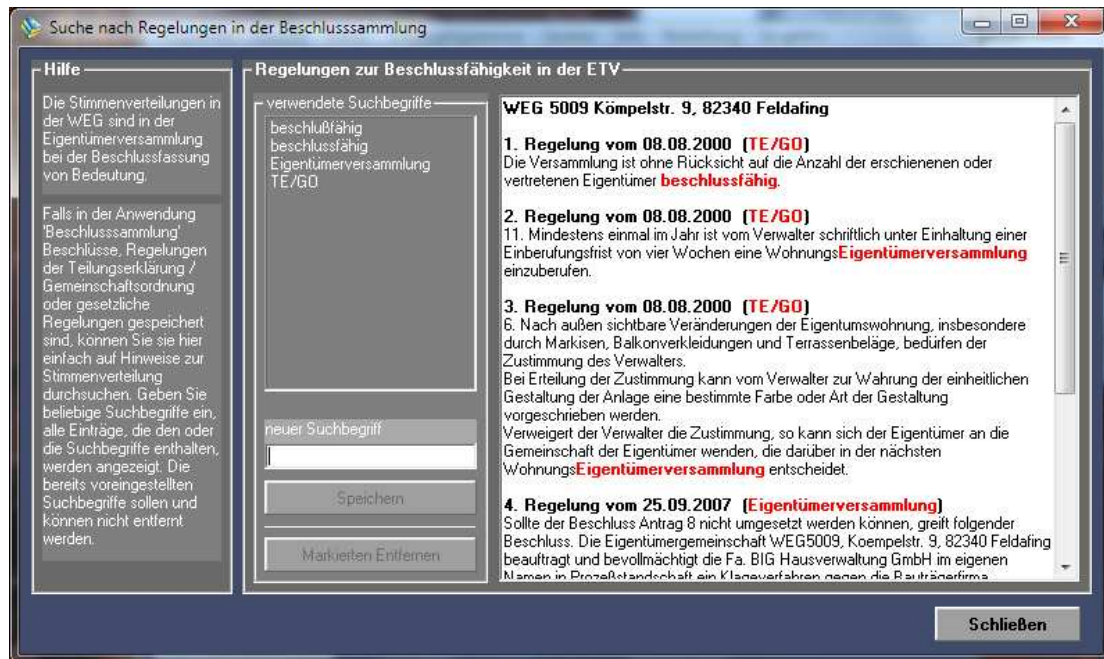 Suche nach Regelungen in der Beschlusssammlung
Hilfe
Die Stimmenverteilungen in
der WEG sind in der
Eigentümerversammlung
bei der Beschlussfassung
von Bedeutung.
Falls in der Anwendung
'Beschlusssammlung'
Beschlüsse, Regelungen
der Teilungserklärung /
Gemeinschaftsordnung
oder gesetzliche
Regelungen gespeichert
sind, können Sie sie hier
einfach auf Hinweise zur
Stimmenverteilung
durchsuchen. Geben Sie
beliebige Suchbegriffe ein,
alle Einträge, die den oder
die Suchbegriffe enthalten,
werden angezeigt. Die
bereits voreingestellten
Suchbegriffe sollen und
können nicht entfernt
werden.
Regelungen zur Beschlussfähigkeit in der ETV
verwendete Suchbegriffe
beschlußfähig
beschlussfähig
Eigentümerversammlung
TE/GO
neuer Suchbegriff
Speichern
Markierten Entfernen
WEG 5009 Kömpelstr. 9, 82340 Feldafing
1. Regelung vom 08.08.2000 (TE/GO)
Die Versammlung ist ohne Rücksicht auf die Anzahl der erschienenen oder
vertretenen Eigentümer beschlussfähig.
2. Regelung vom 08.08.2000 (TE/GO)
11. Mindestens einmal im Jahr ist vom Verwalter schriftlich unter Einhaltung einer
Einberufungsfrist von vier Wochen eine WohnungsEigentümerversammlung
einzuberufen.
3. Regelung vom 08.08.2000 (TE/GO)
6. Nach außen sichtbare Veränderungen der Eigentumswohnung, insbesondere
durch Markisen, Balkonverkleidungen und Terrassenbeläge, bedürfen der
Zustimmung des Verwalters.
Bei Erteilung der Zustimmung kann vom Verwalter zur Wahrung der einheitlichen
Gestaltung der Anlage eine bestimmte Farbe oder Art der Gestaltung
vorgeschrieben werden.
Verweigert der Verwalter die Zustimmung, so kann sich der Eigentümer an die
Gemeinschaft der Eigentümer wenden, die darüber in der nächsten
WohnungsEigentümerversammlung entscheidet.
4. Regelung vom 25.09.2007 (Eigentümerversammlung)
Sollte der Beschluss Antrag 8 nicht umgesetzt werden können, greift folgender
Beschluss. Die Eigentümergemeinschaft WEG5009, Koempelstr. 9, 82340 Feldafing
beauftragt und bevollmächtigt die Fa. BIG Hausverwaltung GmbH im eigenen
Namen in Prozeßstandschaft ein Klageverfahren gegen die Bauträgerfirma
Schließen